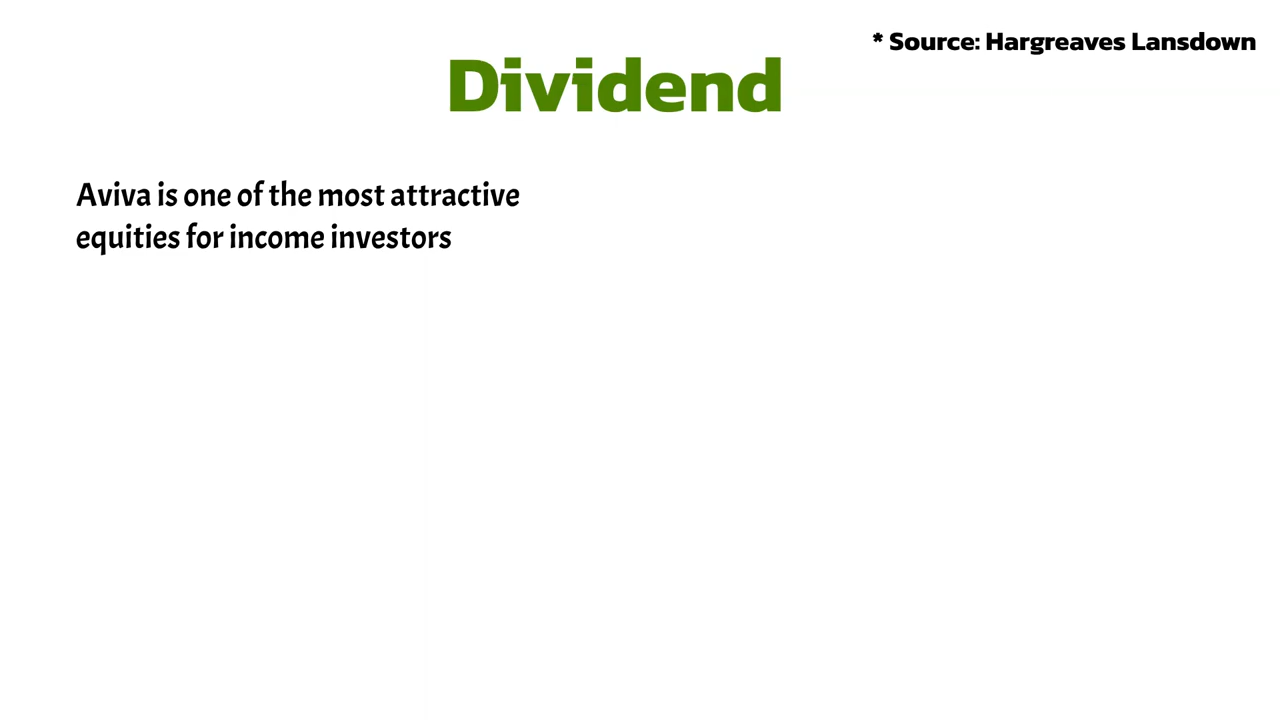 * Source: Hargreaves Lansdown
Dividend
Aviva is one of the most attractive
equities for income investors